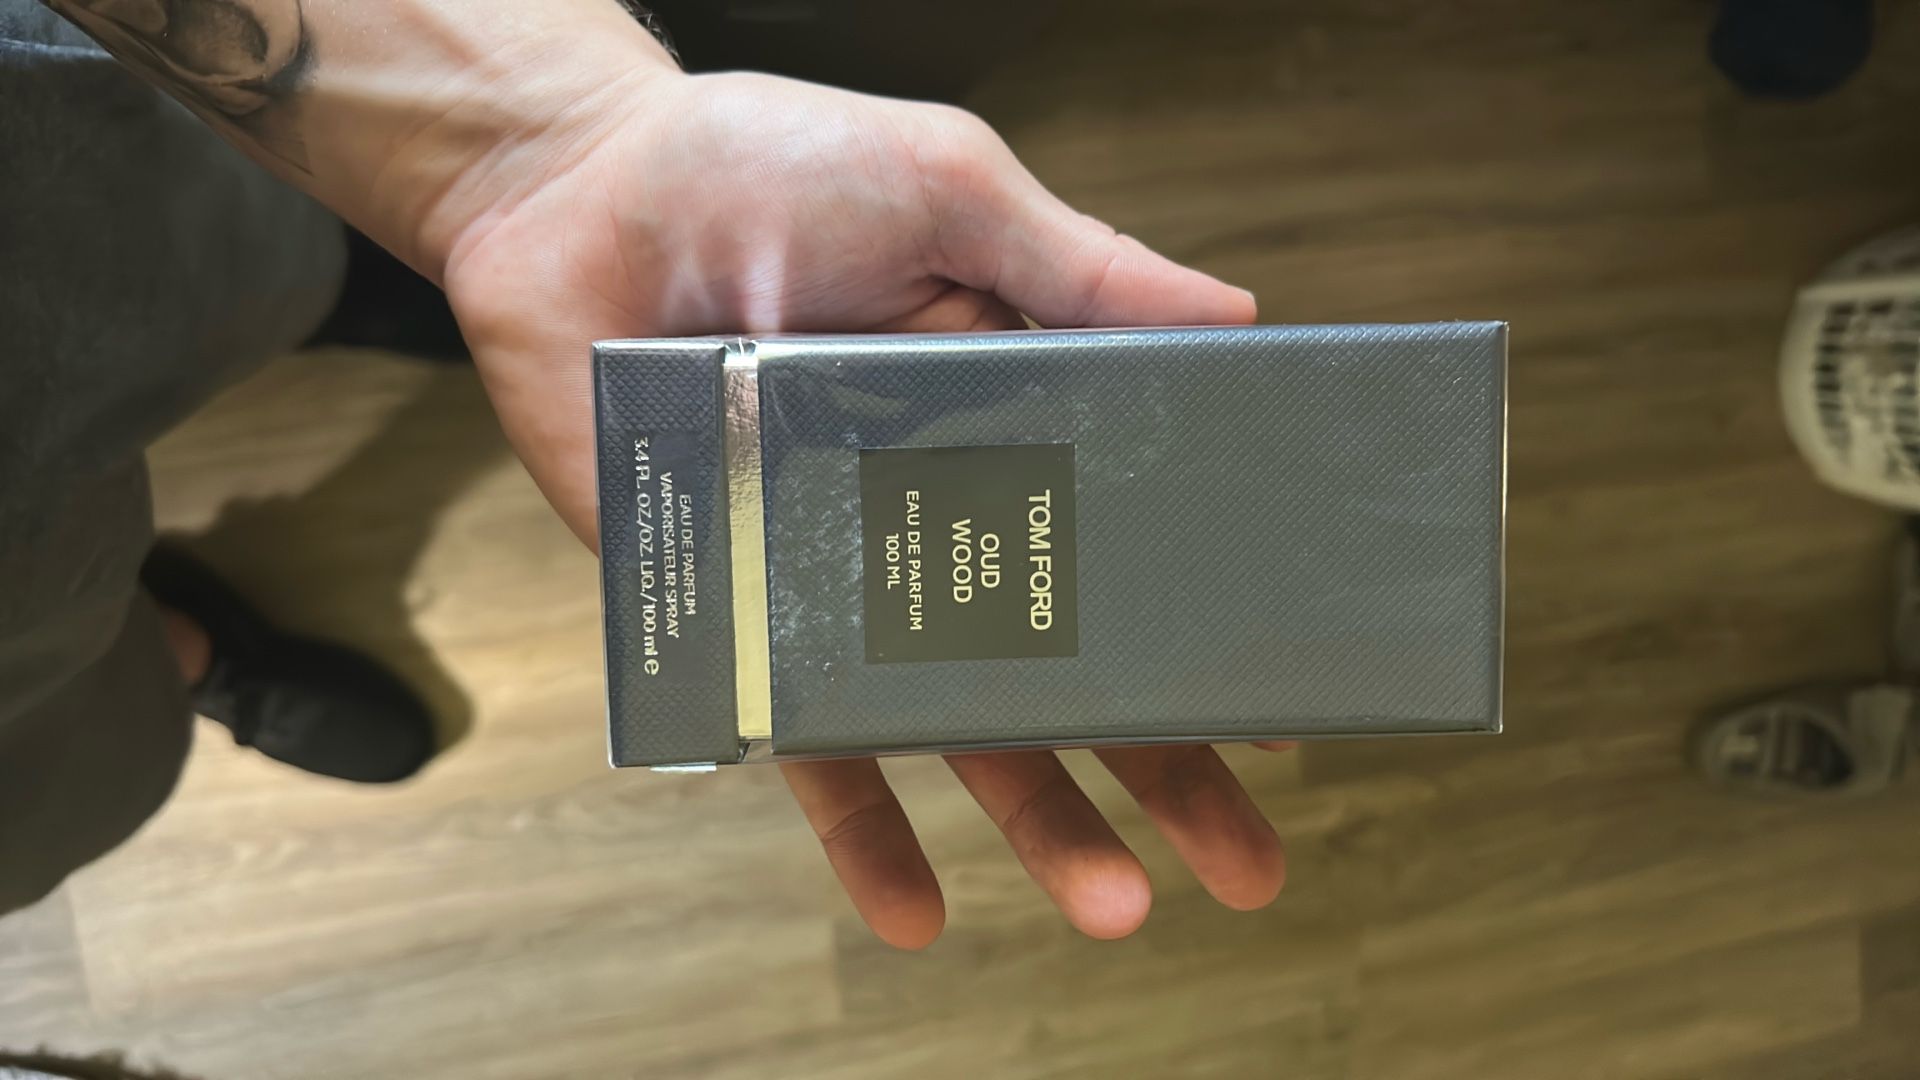 TOM FORD
OUD
WOOD
EAU DE PARFUM
100 ML
EAU DE PARFUM
VAPORISATEUR SPRAY
3.4 FL. OZ./OZ. LIQ./100 ml ℮